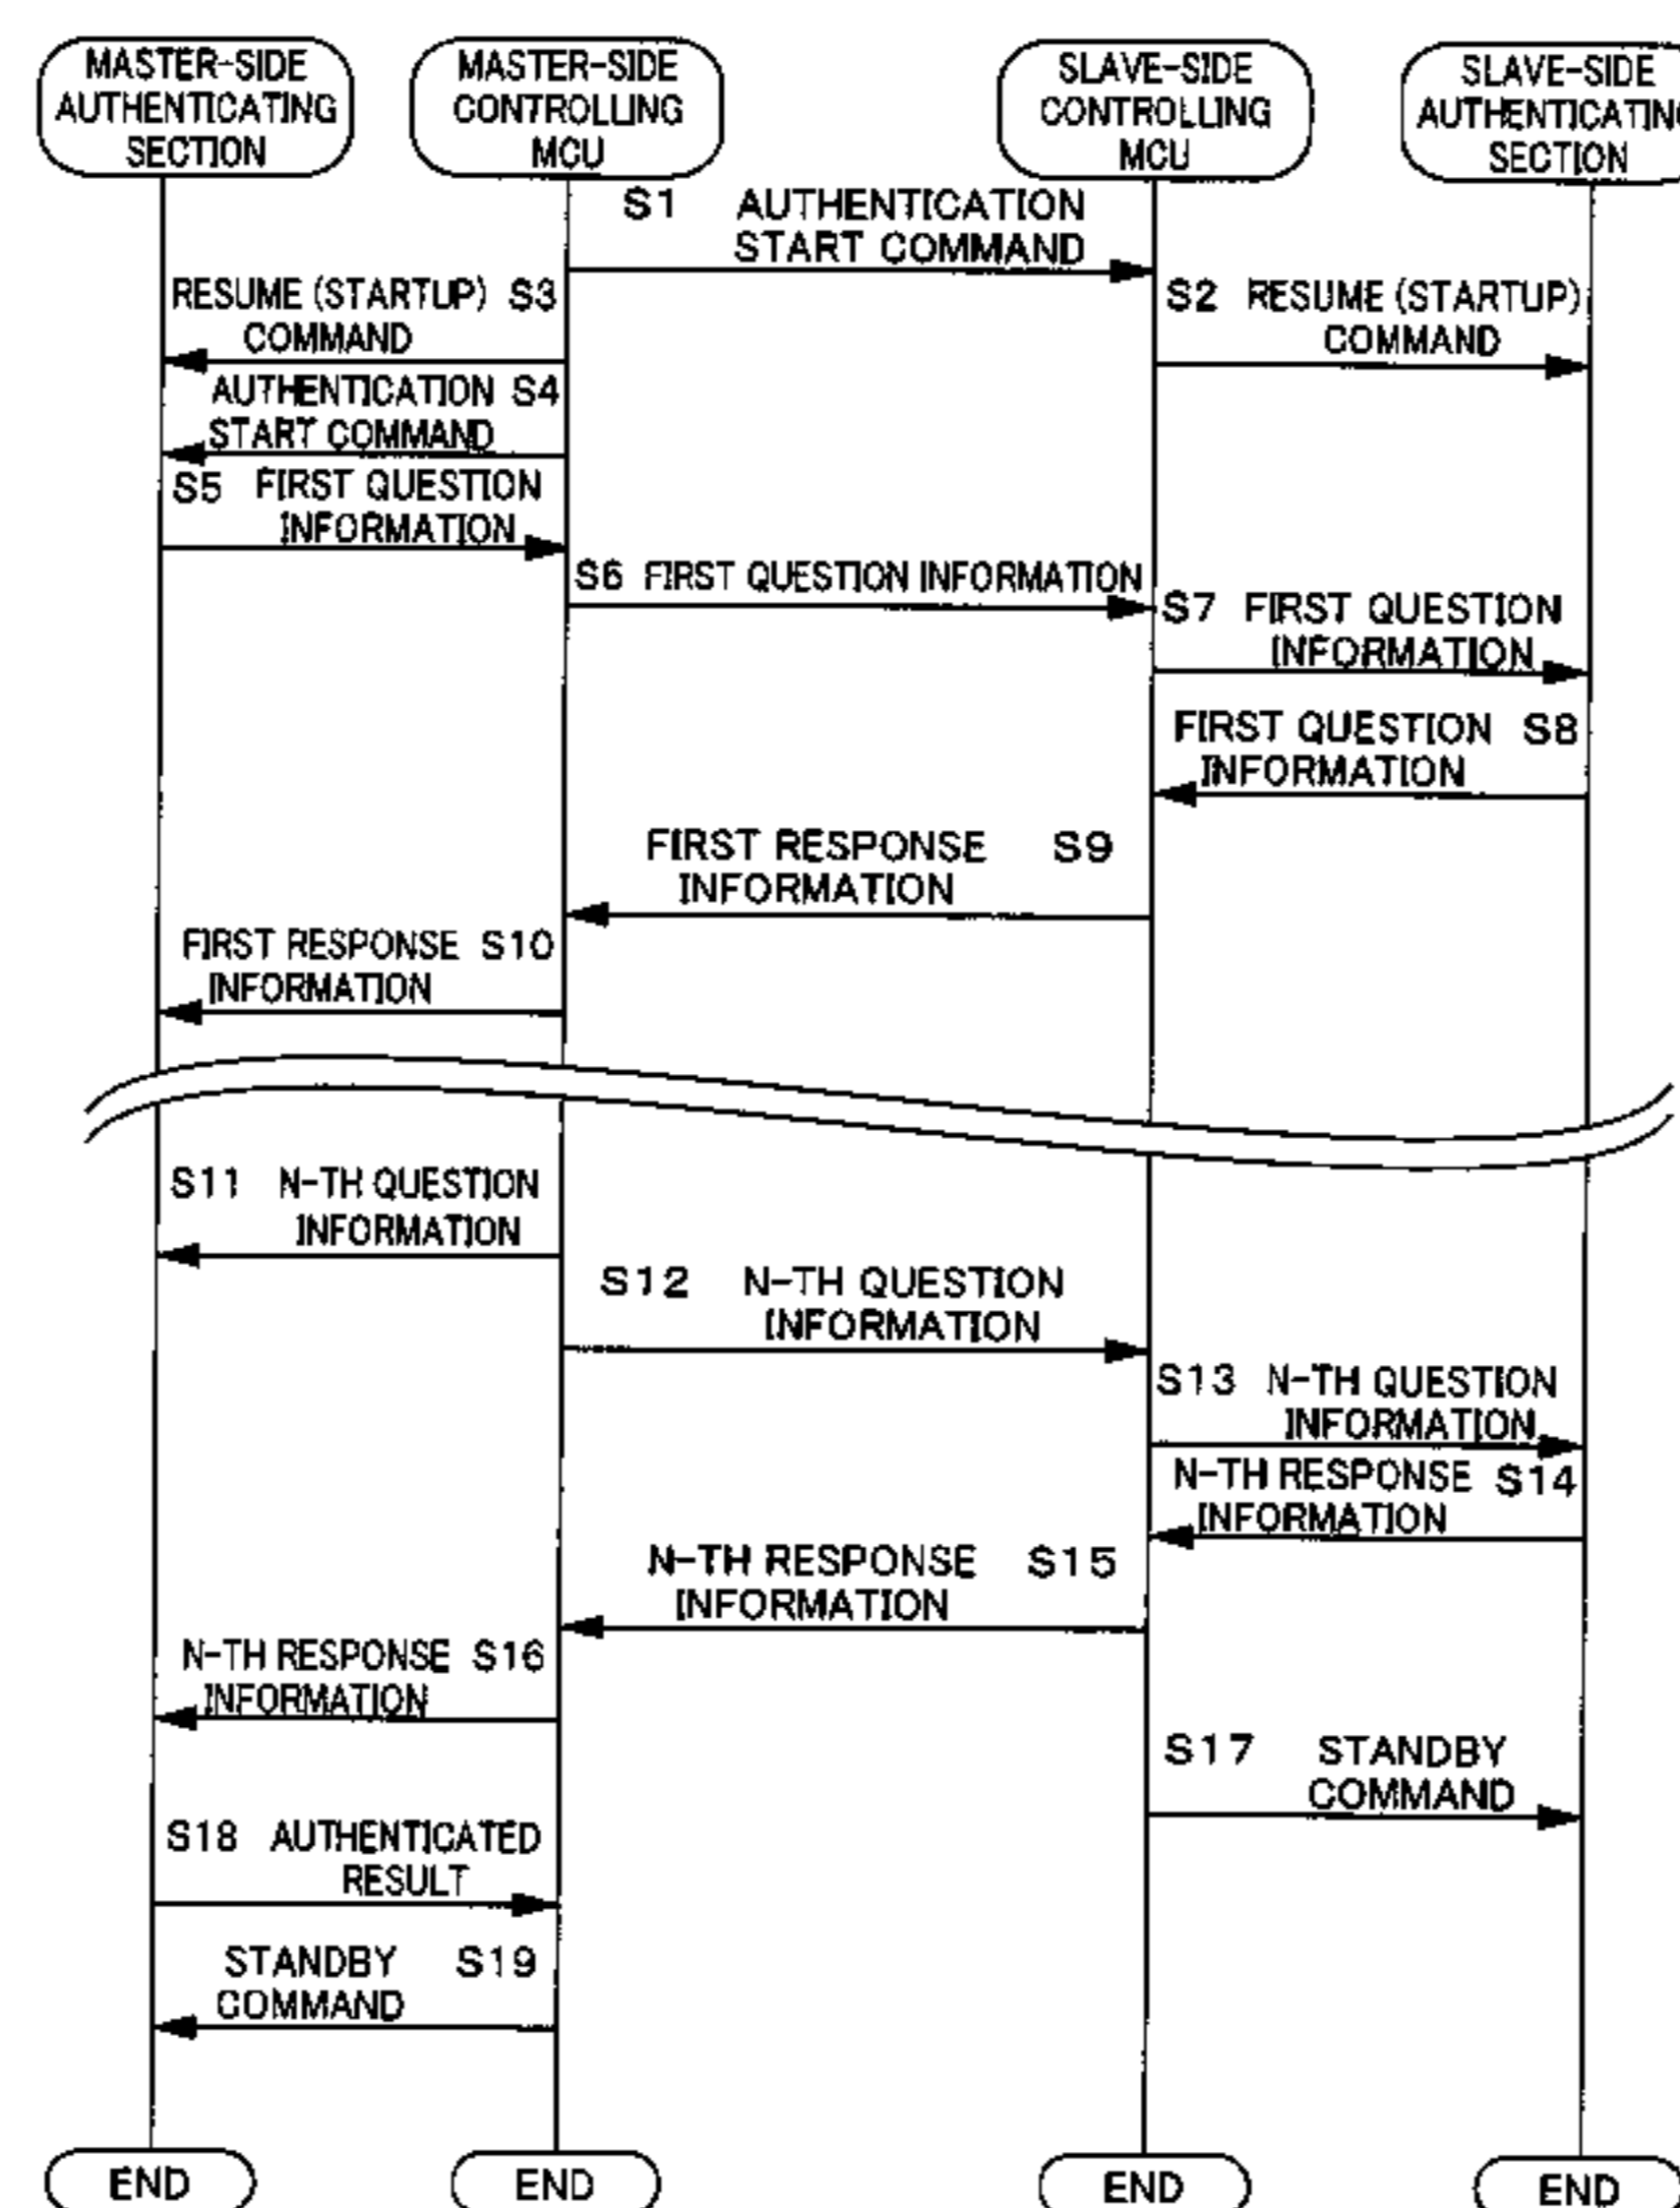 MASTER-SIDE
AUTHENTICATING
SECTION
MASTER-SIDE
CONTROLLING
MCU
SLAVE-SIDE
CONTROLLING
MCU
SLAVE-SIDE
AUTHENTICATING
SECTION
S1 AUTHENTICATION
START COMMAND
RESUME (STARTUP) S3
COMMAND
S2 RESUME (STARTUP)
COMMAND
AUTHENTICATION S4
START COMMAND
S5 FIRST QUESTION
INFORMATION
S6 FIRST QUESTION INFORMATION
S7 FIRST QUESTION
INFORMATION
FIRST QUESTION S8
INFORMATION
FIRST RESPONSE S9
INFORMATION
FIRST RESPONSE S10
INFORMATION
S11 N-TH QUESTION
INFORMATION
S12 N-TH QUESTION
INFORMATION
S13 N-TH QUESTION
INFORMATION
N-TH RESPONSE S14
INFORMATION
N-TH RESPONSE S15
INFORMATION
N-TH RESPONSE S16
INFORMATION
S17 STANDBY
COMMAND
S18 AUTHENTICATED
RESULT
STANDBY S19
COMMAND
END
END
END
END